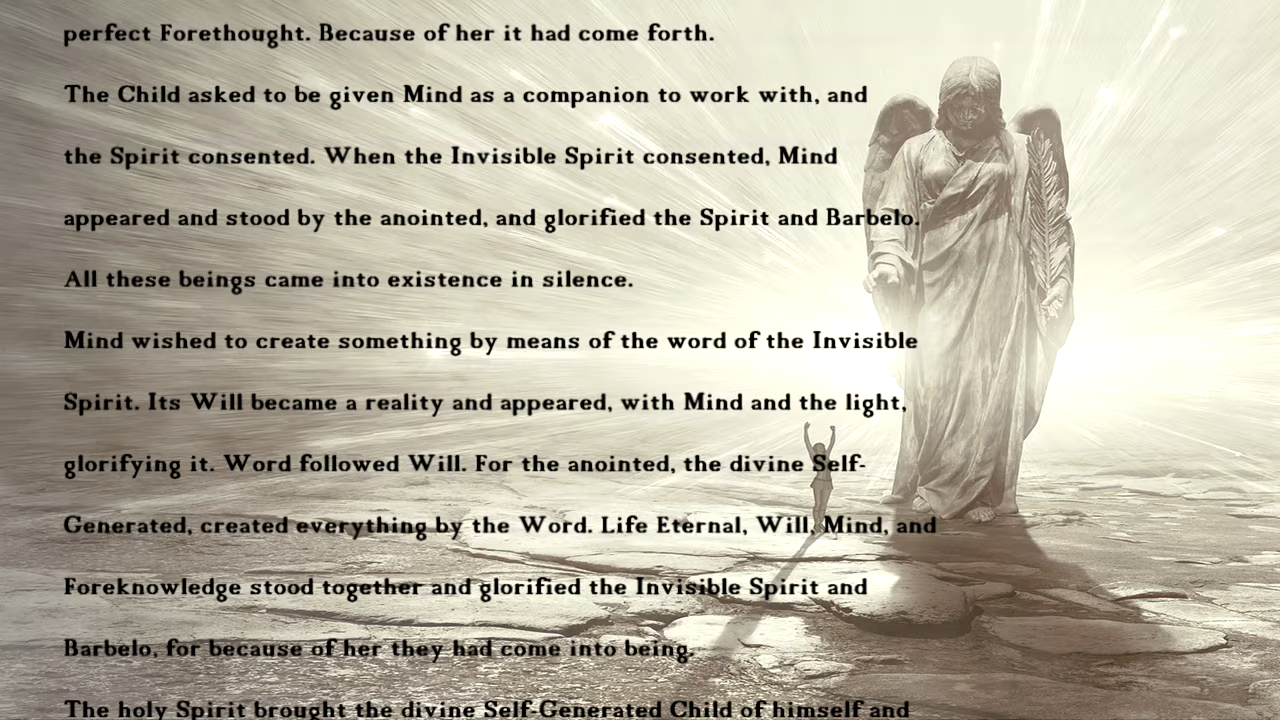 perfect Forethought. Because of her it had come forth.
The Child asked to be given Mind as a companion to work with, and
the Spirit consented. When the Invisible Spirit consented, Mind
appeared and stood by the anointed, and glorified the Spirit and Barbelo.
All these beings came into existence in silence.
Mind wished to create something by means of the word of the Invisible
Spirit. Its Will became a reality and appeared, with Mind and the light,
glorifying it. Word followed Will. For the anointed, the divine Self-
Generated, created everything by the Word. Life Eternal, Will, Mind, and
Foreknowledge stood together and glorified the Invisible Spirit and
Barbelo, for because of her they had come into being.
The holy Spirit brought the divine Self-Generated Child of himself and